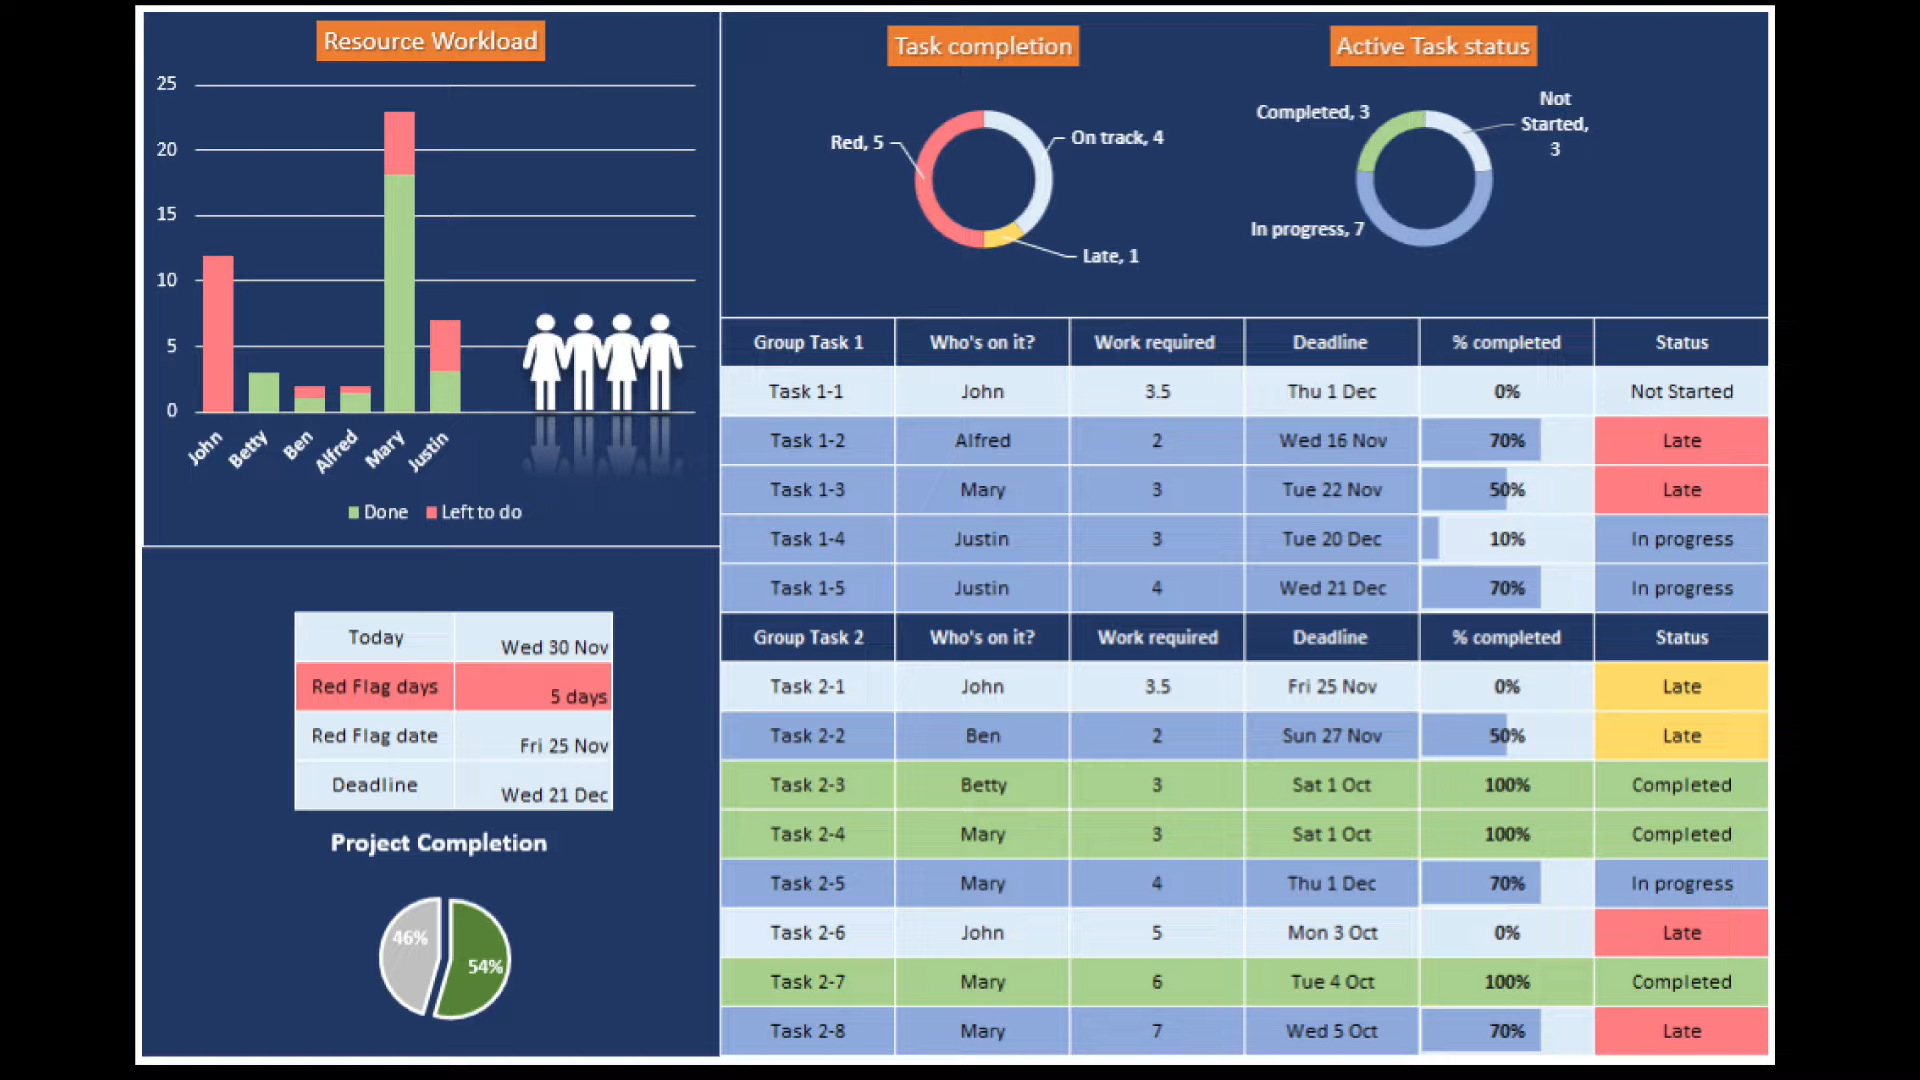 Resource Workload
25
20
15
10
5
0
John
Betty
Ben
Alfred
Mary
Justin
Done
Left to do
Task completion
Red, 5
On track, 4
Late, 1
Active Task status
Completed, 3
Not
Started,
3
In progress, 7
Today Wed 30 Nov
Red Flag days 5 days
Red Flag date Fri 25 Nov
Deadline Wed 21 Dec
Project Completion
46%
54%
Group Task 1 Who's on it? Work required Deadline % completed Status
Task 1-1 John 3.5 Thu 1 Dec 0% Not Started
Task 1-2 Alfred 2 Wed 16 Nov 70% Late
Task 1-3 Mary 3 Tue 22 Nov 50% Late
Task 1-4 Justin 3 Tue 20 Dec 10% In progress
Task 1-5 Justin 4 Wed 21 Dec 70% In progress
Group Task 2 Who's on it? Work required Deadline % completed Status
Task 2-1 John 3.5 Fri 25 Nov 0% Late
Task 2-2 Ben 2 Sun 27 Nov 50% Late
Task 2-3 Betty 3 Sat 1 Oct 100% Completed
Task 2-4 Mary 3 Sat 1 Oct 100% Completed
Task 2-5 Mary 4 Thu 1 Dec 70% In progress
Task 2-6 John 5 Mon 3 Oct 0% Late
Task 2-7 Mary 6 Tue 4 Oct 100% Completed
Task 2-8 Mary 7 Wed 5 Oct 70% Late